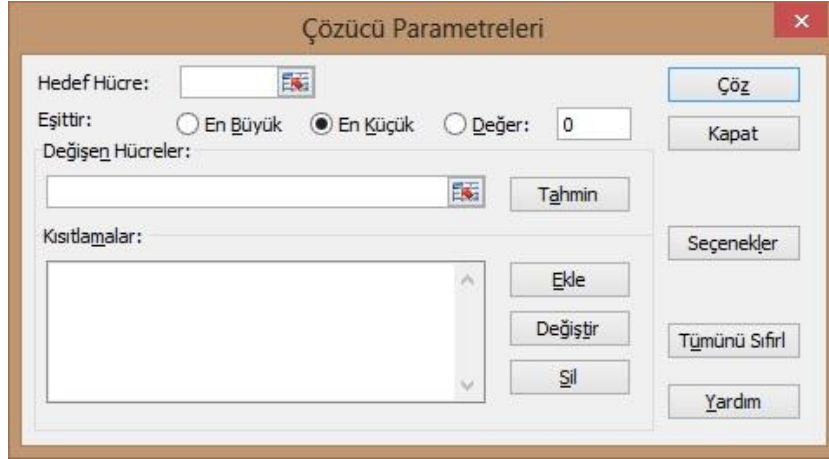 Çözücü Parametreleri
Hedef Hücre:
Çöz
Eşittir: En Büyük En Küçük Değer: 0
Kapat
Değişen Hücreler:
Tahmin
Kısıtlamalar:
Seçenekler
Ekle
Değiştir
Tümünü Sıfırl
Sil
Yardım